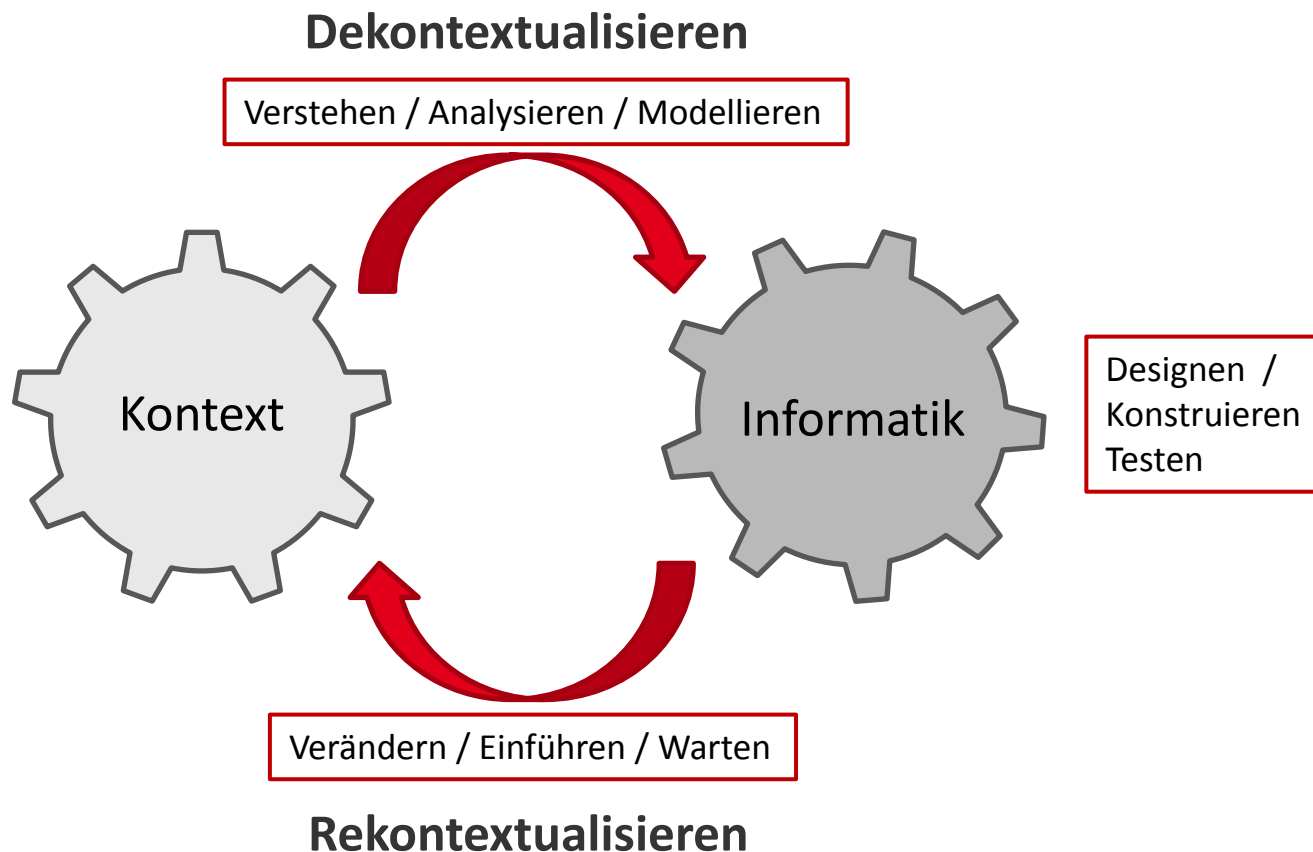 Dekontextualisieren
Verstehen / Analysieren / Modellieren
Kontext
Informatik
Designen /
Konstruieren
Testen
Verändern / Einführen / Warten
Rekontextualisieren